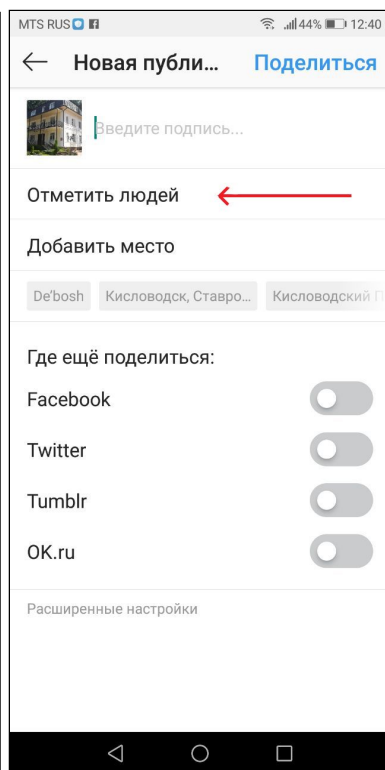 MTS RUS 44% 12:40
Новая публи... Поделиться
Введите подпись...
Отметить людей
Добавить место
De'bosh Кисловодск, Ставро... Кисловодский П
Где ещё поделиться:
Facebook
Twitter
Tumblr
OK.ru
Расширенные настройки